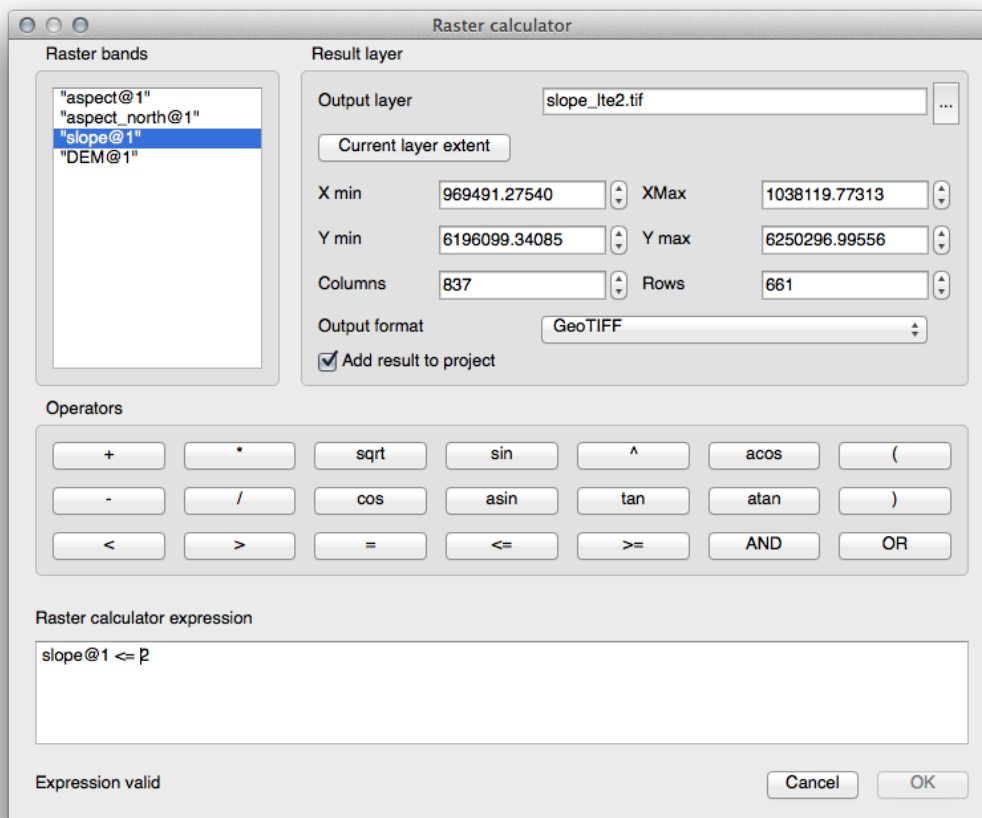 Raster calculator
Raster bands
Result layer
"aspect@1"
"aspect_north@1"
"slope@1"
"DEM@1"
Output layer
slope_lte2.tif
...
Current layer extent
X min
969491.27540
XMax
1038119.77313
Y min
6196099.34085
Y max
6250296.99556
Columns
837
Rows
661
Output format
GeoTIFF
Add result to project
Operators
+ * sqrt sin ^ acos (
- / cos asin tan atan )
< > = <= >= AND OR
Raster calculator expression
slope@1 <= 2
Expression valid
Cancel
OK